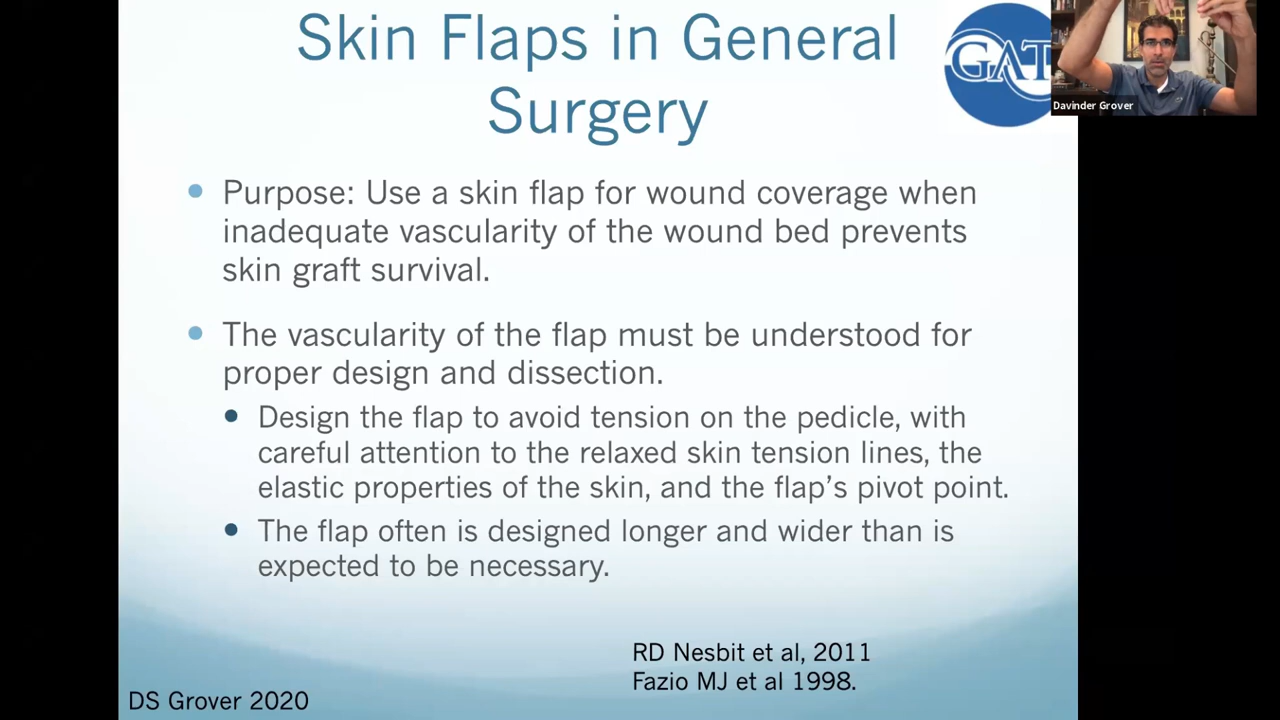 Skin Flaps in General
Surgery
GAT
Davinder Grover
• Purpose: Use a skin flap for wound coverage when
inadequate vascularity of the wound bed prevents
skin graft survival.
• The vascularity of the flap must be understood for
proper design and dissection.
• Design the flap to avoid tension on the pedicle, with
careful attention to the relaxed skin tension lines, the
elastic properties of the skin, and the flap’s pivot point.
• The flap often is designed longer and wider than is
expected to be necessary.
RD Nesbit et al, 2011
Fazio MJ et al 1998.
DS Grover 2020